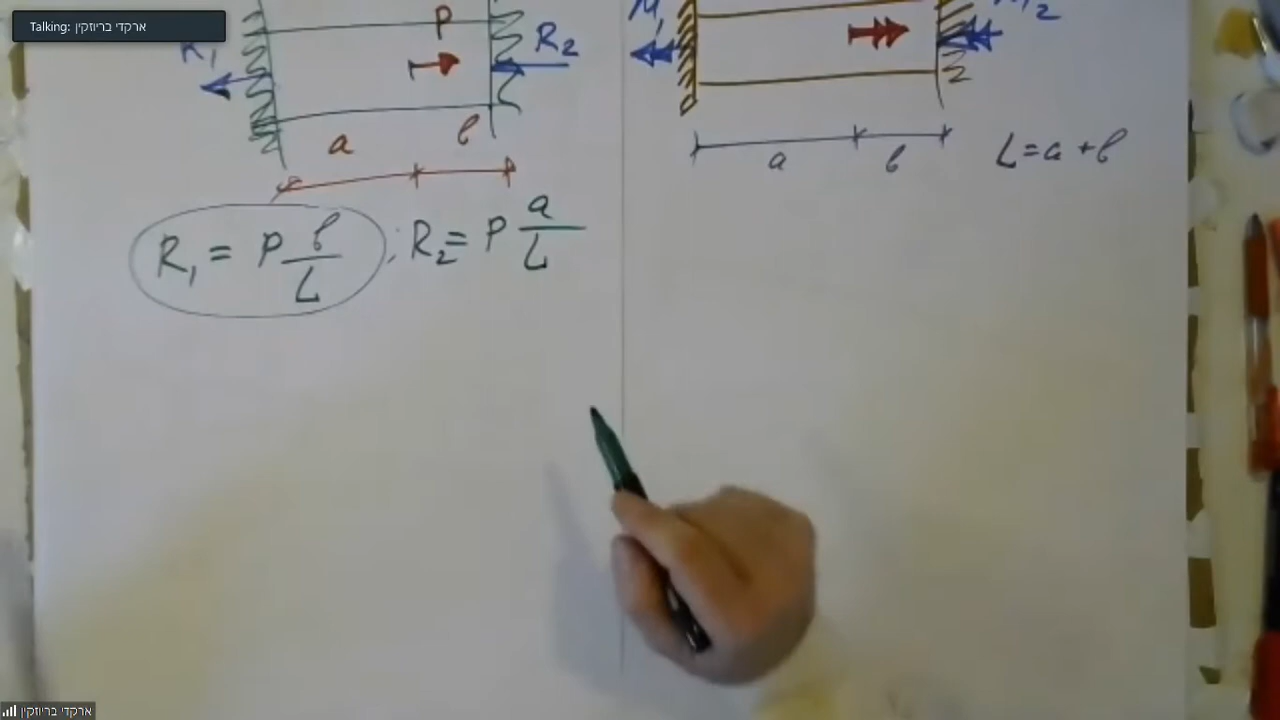 Talking: ארקדי בריוזקין
P
R₁
R₂
a
b
R₁ = P b/L ; R₂ = P a/L
M₁
M₂
a
b
L = a + b
ארקדי בריוזקין